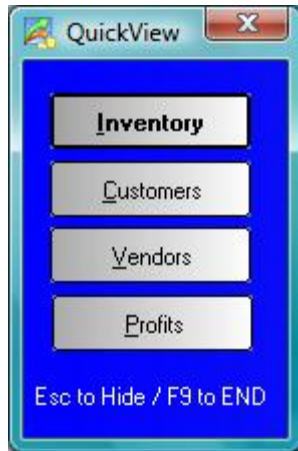 QuickView
Inventory
Customers
Vendors
Profits
Esc to Hide / F9 to END